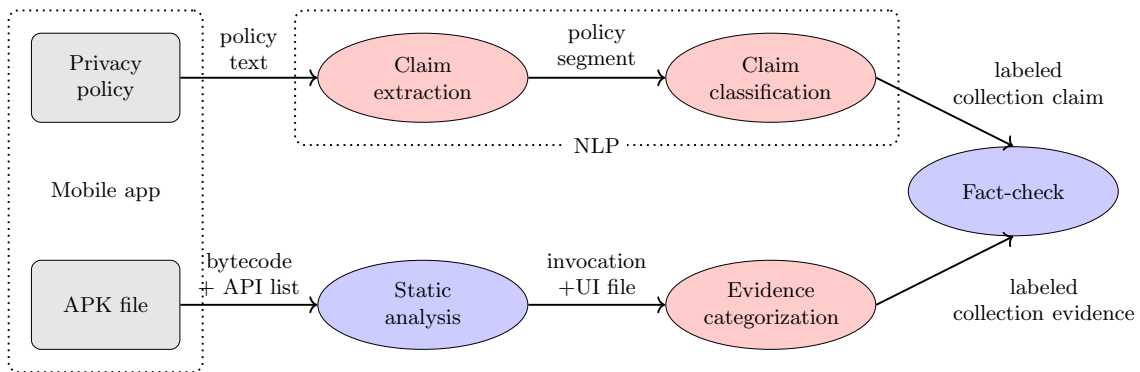 Privacy
policy
policy
text
Claim
extraction
policy
segment
Claim
classification
labeled
collection claim
NLP
Mobile app
Fact-check
APK file
bytecode
+ API list
Static
analysis
invocation
+UI file
Evidence
categorization
labeled
collection evidence